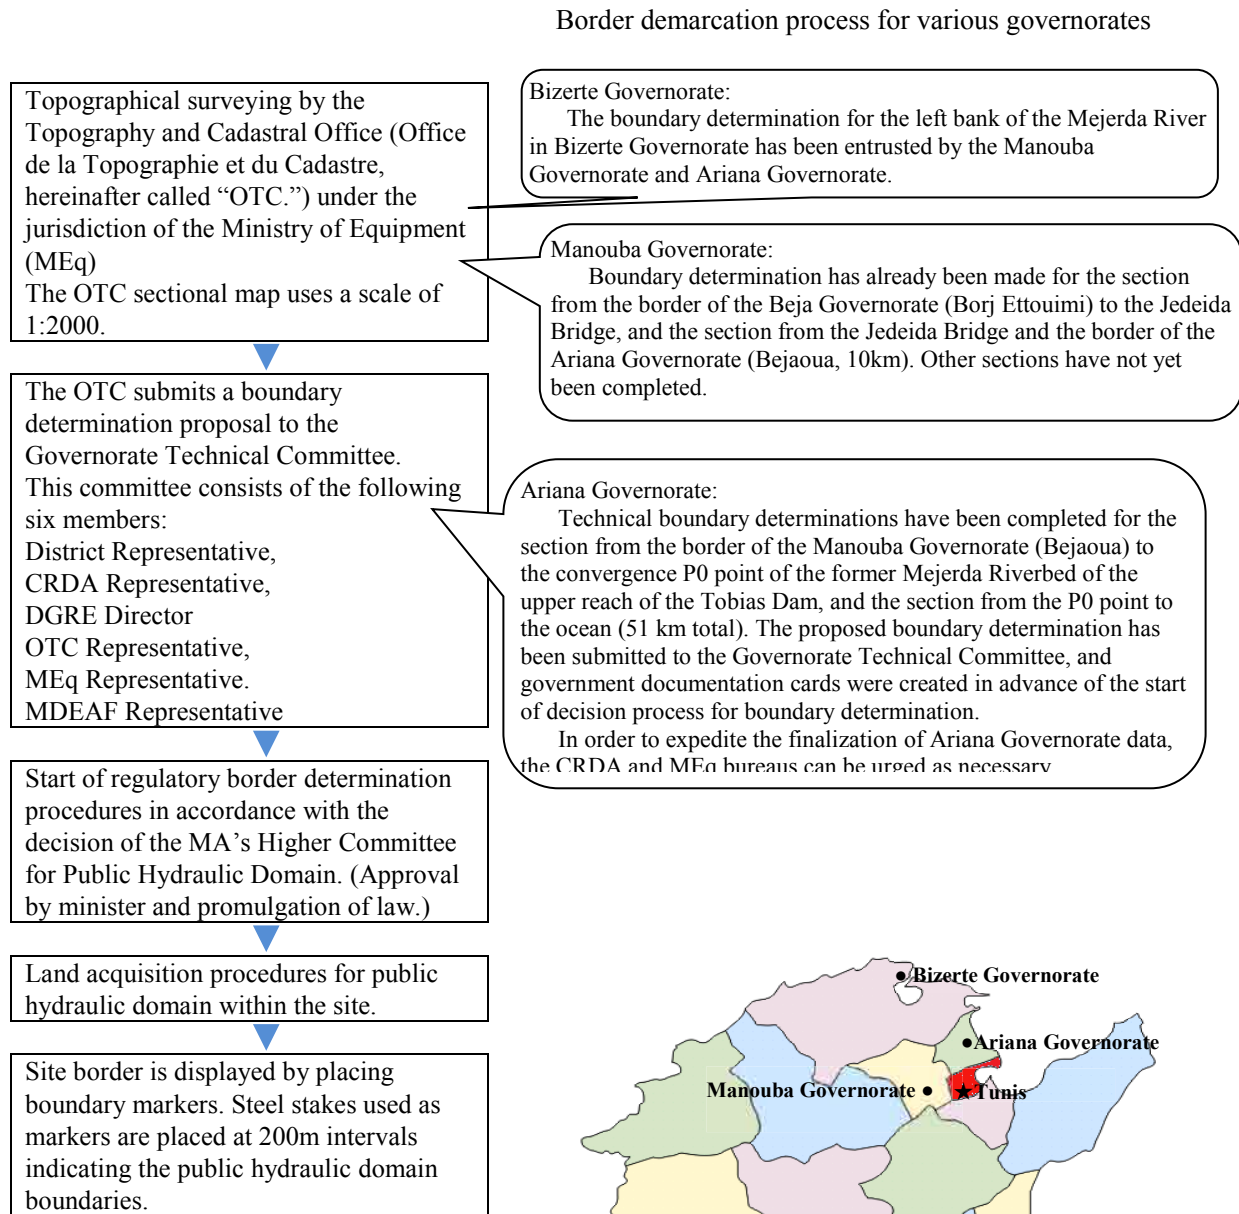 Border demarcation process for various governorates
Topographical surveying by the
Topography and Cadastral Office (Office
de la Topographie et du Cadastre,
hereinafter called “OTC.”) under the
jurisdiction of the Ministry of Equipment
(MEq)
The OTC sectional map uses a scale of
1:2000.
The OTC submits a boundary
determination proposal to the
Governorate Technical Committee.
This committee consists of the following
six members:
District Representative,
CRDA Representative,
DGRE Director
OTC Representative,
MEq Representative.
MDEAF Representative
Start of regulatory border determination
procedures in accordance with the
decision of the MA’s Higher Committee
for Public Hydraulic Domain. (Approval
by minister and promulgation of law.)
Land acquisition procedures for public
hydraulic domain within the site.
Site border is displayed by placing
boundary markers. Steel stakes used as
markers are placed at 200m intervals
indicating the public hydraulic domain
boundaries.
Bizerte Governorate:
The boundary determination for the left bank of the Mejerda River
in Bizerte Governorate has been entrusted by the Manouba
Governorate and Ariana Governorate.
Manouba Governorate:
Boundary determination has already been made for the section
from the border of the Beja Governorate (Borj Ettouimi) to the Jedeida
Bridge, and the section from the Jedeida Bridge and the border of the
Ariana Governorate (Bejaoua, 10km). Other sections have not yet
been completed.
Ariana Governorate:
Technical boundary determinations have been completed for the
section from the border of the Manouba Governorate (Bejaoua) to
the convergence P0 point of the former Mejerda Riverbed of the
upper reach of the Tobias Dam, and the section from the P0 point to
the ocean (51 km total). The proposed boundary determination has
been submitted to the Governorate Technical Committee, and
government documentation cards were created in advance of the start
of decision process for boundary determination.
In order to expedite the finalization of Ariana Governorate data,
the CRDA and MEq bureaus can be urged as necessary
Bizerte Governorate
Ariana Governorate
Manouba Governorate
Tunis